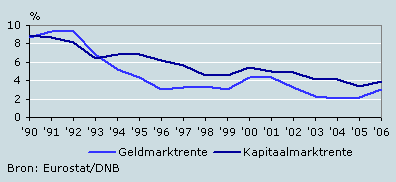 %
10
8
6
4
2
0
'90 '91 '92 '93 '94 '95 '96 '97 '98 '99 '00 '01 '02 '03 '04 '05 '06
Geldmarktrente Kapitaalmarktrente
Bron: Eurostat/DNB